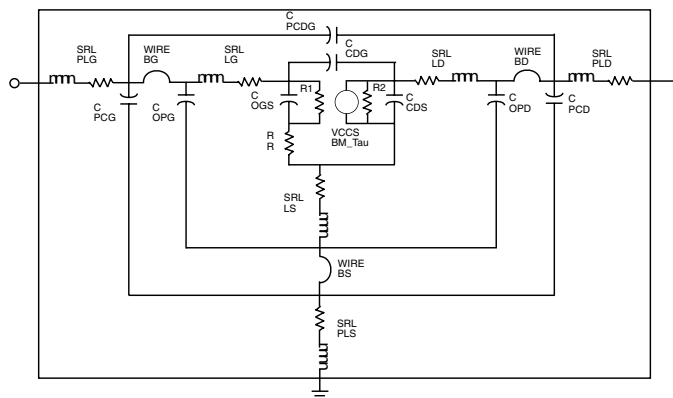 C
PCDG
SRL
PLG
WIRE
BG
SRL
LG
C
CDG
SRL
LD
WIRE
BD
SRL
PLD
C
PCG
C
OPG
C
OGS
R1
R2
C
CDS
C
OPD
C
PCD
R
R
VCCS
BM_Tau
SRL
LS
WIRE
BS
SRL
PLS